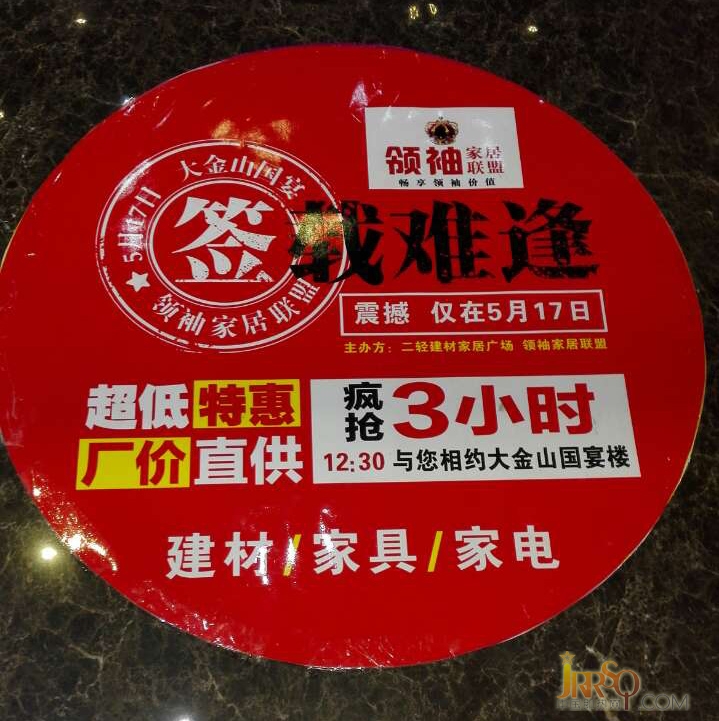 领袖 家居联盟
畅享领袖价值
大金山国宴
5月17日
签载难逢
领袖家居联盟
震撼 仅在5月17日
主办方：二轻建材家居广场 领袖家居联盟
超低特惠
厂价直供
疯抢3小时
12:30 与您相约大金山国宴楼
建材/家具/家电
JRRSQ.COM